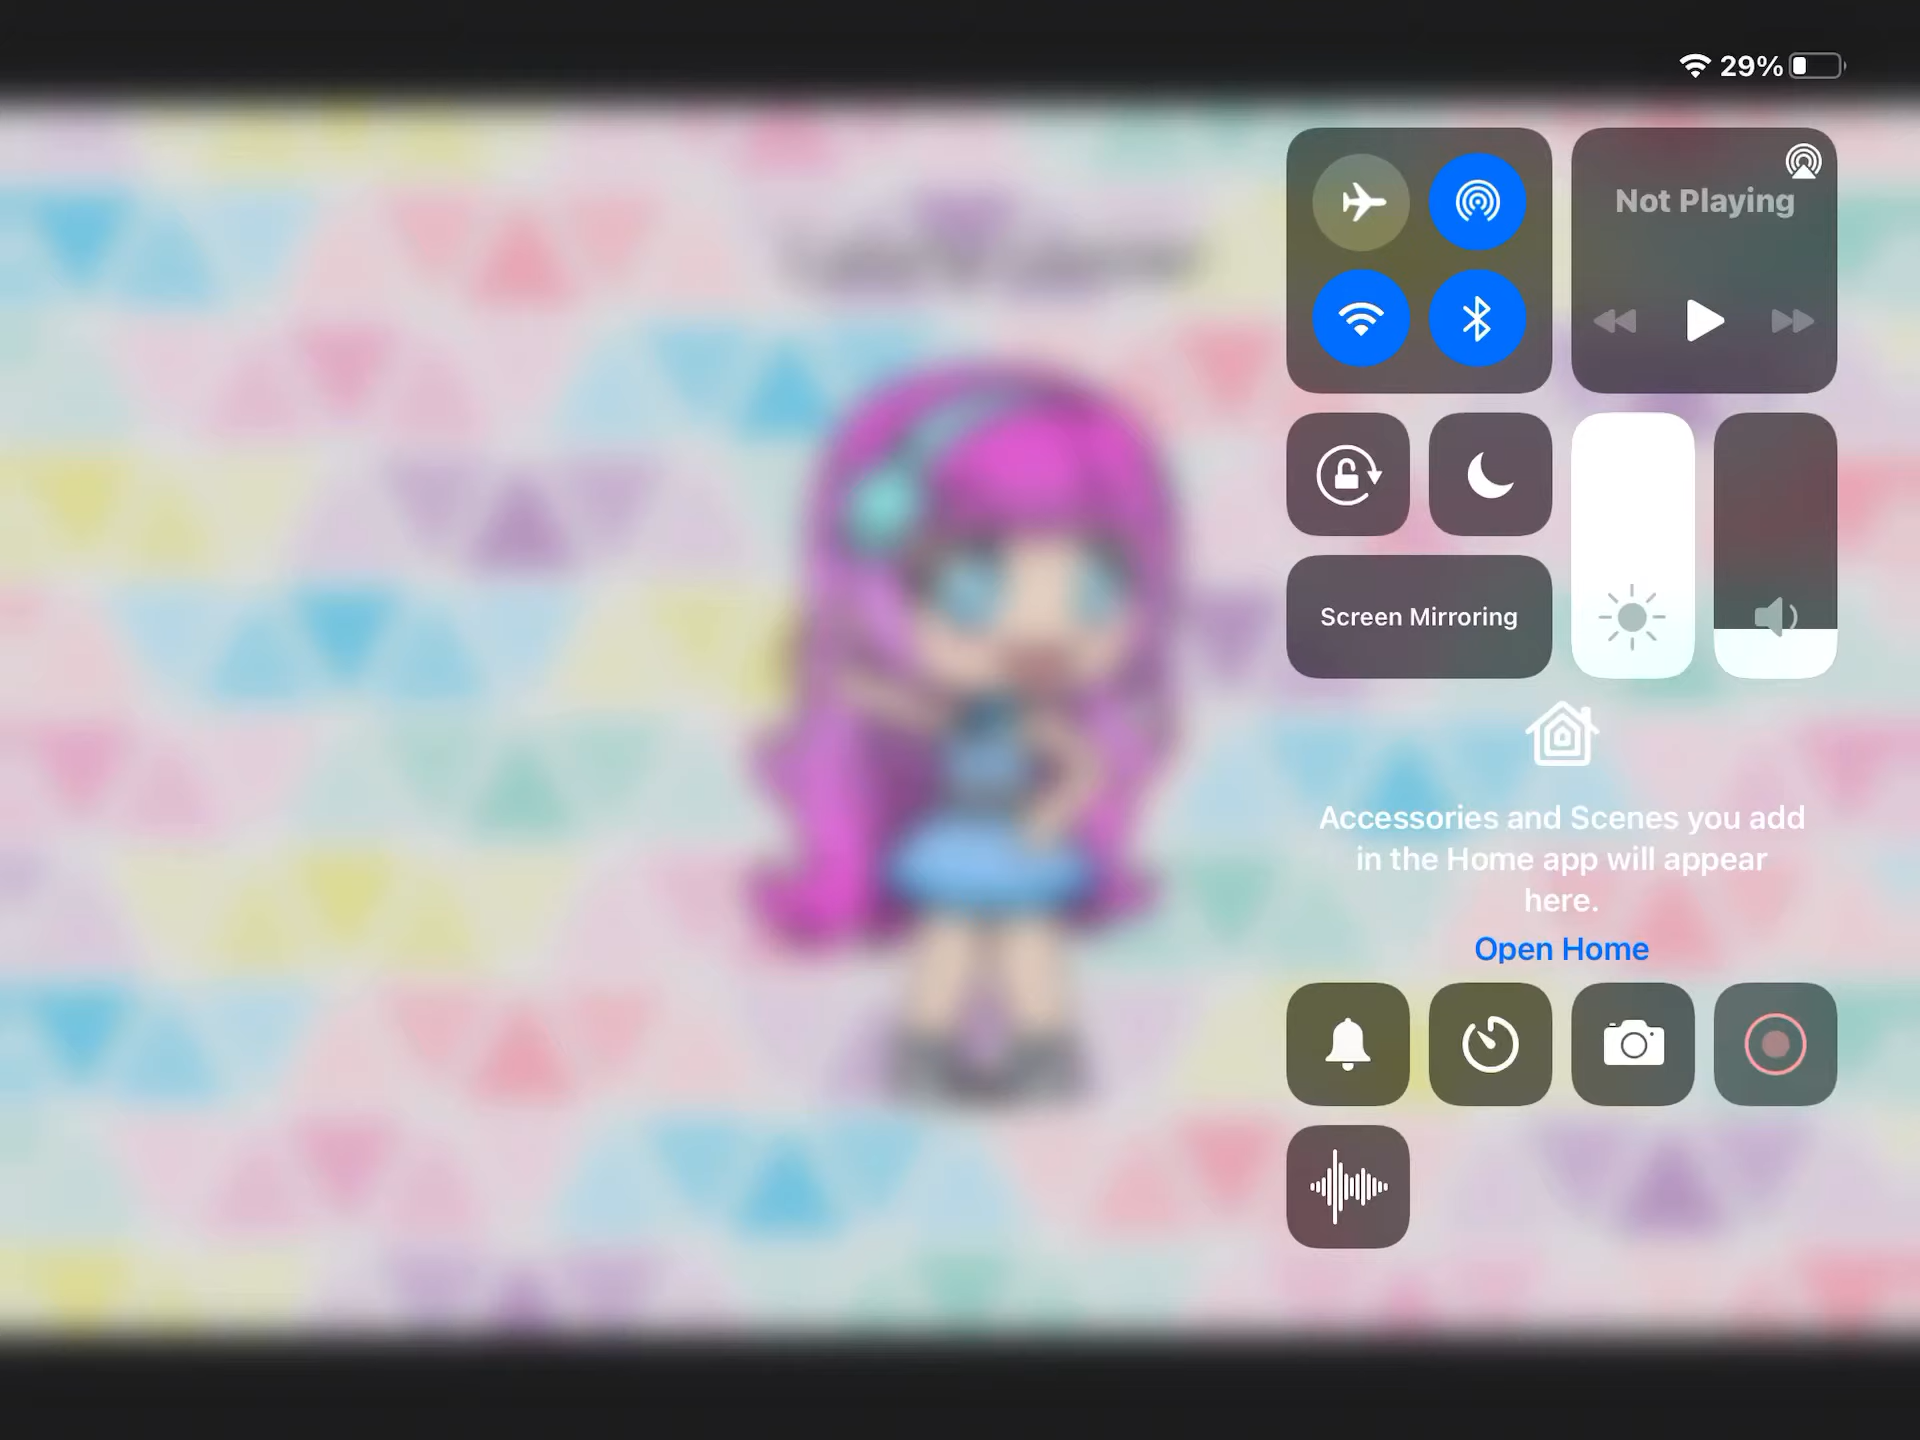 29%
Not Playing
Screen Mirroring
Accessories and Scenes you add
in the Home app will appear
here.
Open Home